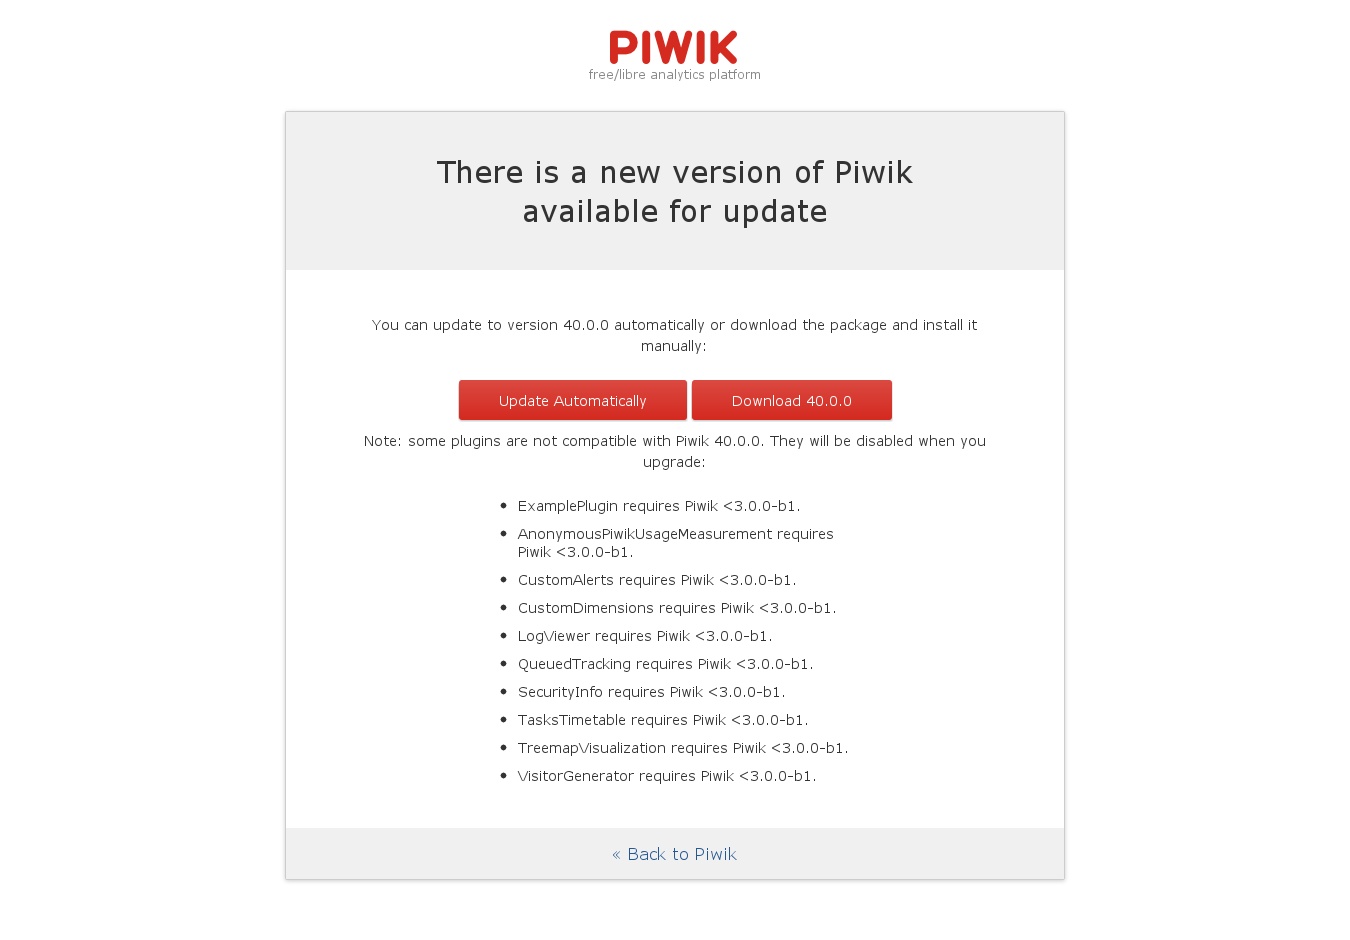 PIWIK
free/libre analytics platform
There is a new version of Piwik
available for update
You can update to version 40.0.0 automatically or download the package and install it
manually:
Update Automatically
Download 40.0.0
Note: some plugins are not compatible with Piwik 40.0.0. They will be disabled when you
upgrade:
• ExamplePlugin requires Piwik <3.0.0-b1.
• AnonymousPiwikUsageMeasurement requires
Piwik <3.0.0-b1.
• CustomAlerts requires Piwik <3.0.0-b1.
• CustomDimensions requires Piwik <3.0.0-b1.
• LogViewer requires Piwik <3.0.0-b1.
• QueuedTracking requires Piwik <3.0.0-b1.
• SecurityInfo requires Piwik <3.0.0-b1.
• TasksTimetable requires Piwik <3.0.0-b1.
• TreemapVisualization requires Piwik <3.0.0-b1.
• VisitorGenerator requires Piwik <3.0.0-b1.
« Back to Piwik